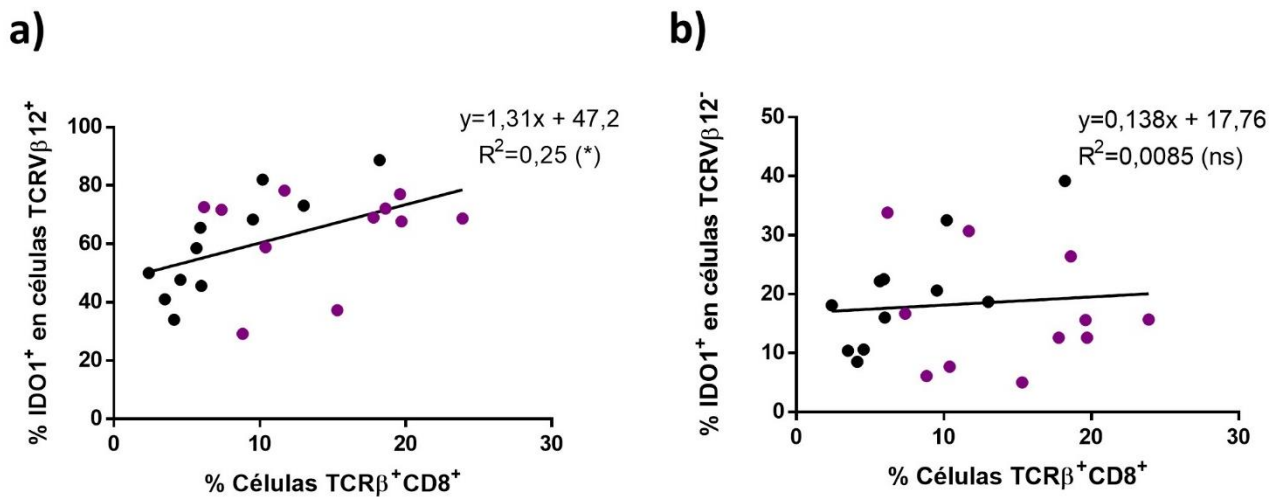 a)
% IDO1⁺ en células TCRVβ12⁺
100
80
60
40
20
0
y=1,31x + 47,2
R²=0,25 (*)
0 10 20 30
% Células TCRβ⁺CD8⁺
b)
% IDO1⁺ en células TCRVβ12⁻
50
40
30
20
10
0
y=0,138x + 17,76
R²=0,0085 (ns)
0 10 20 30
% Células TCRβ⁺CD8⁺